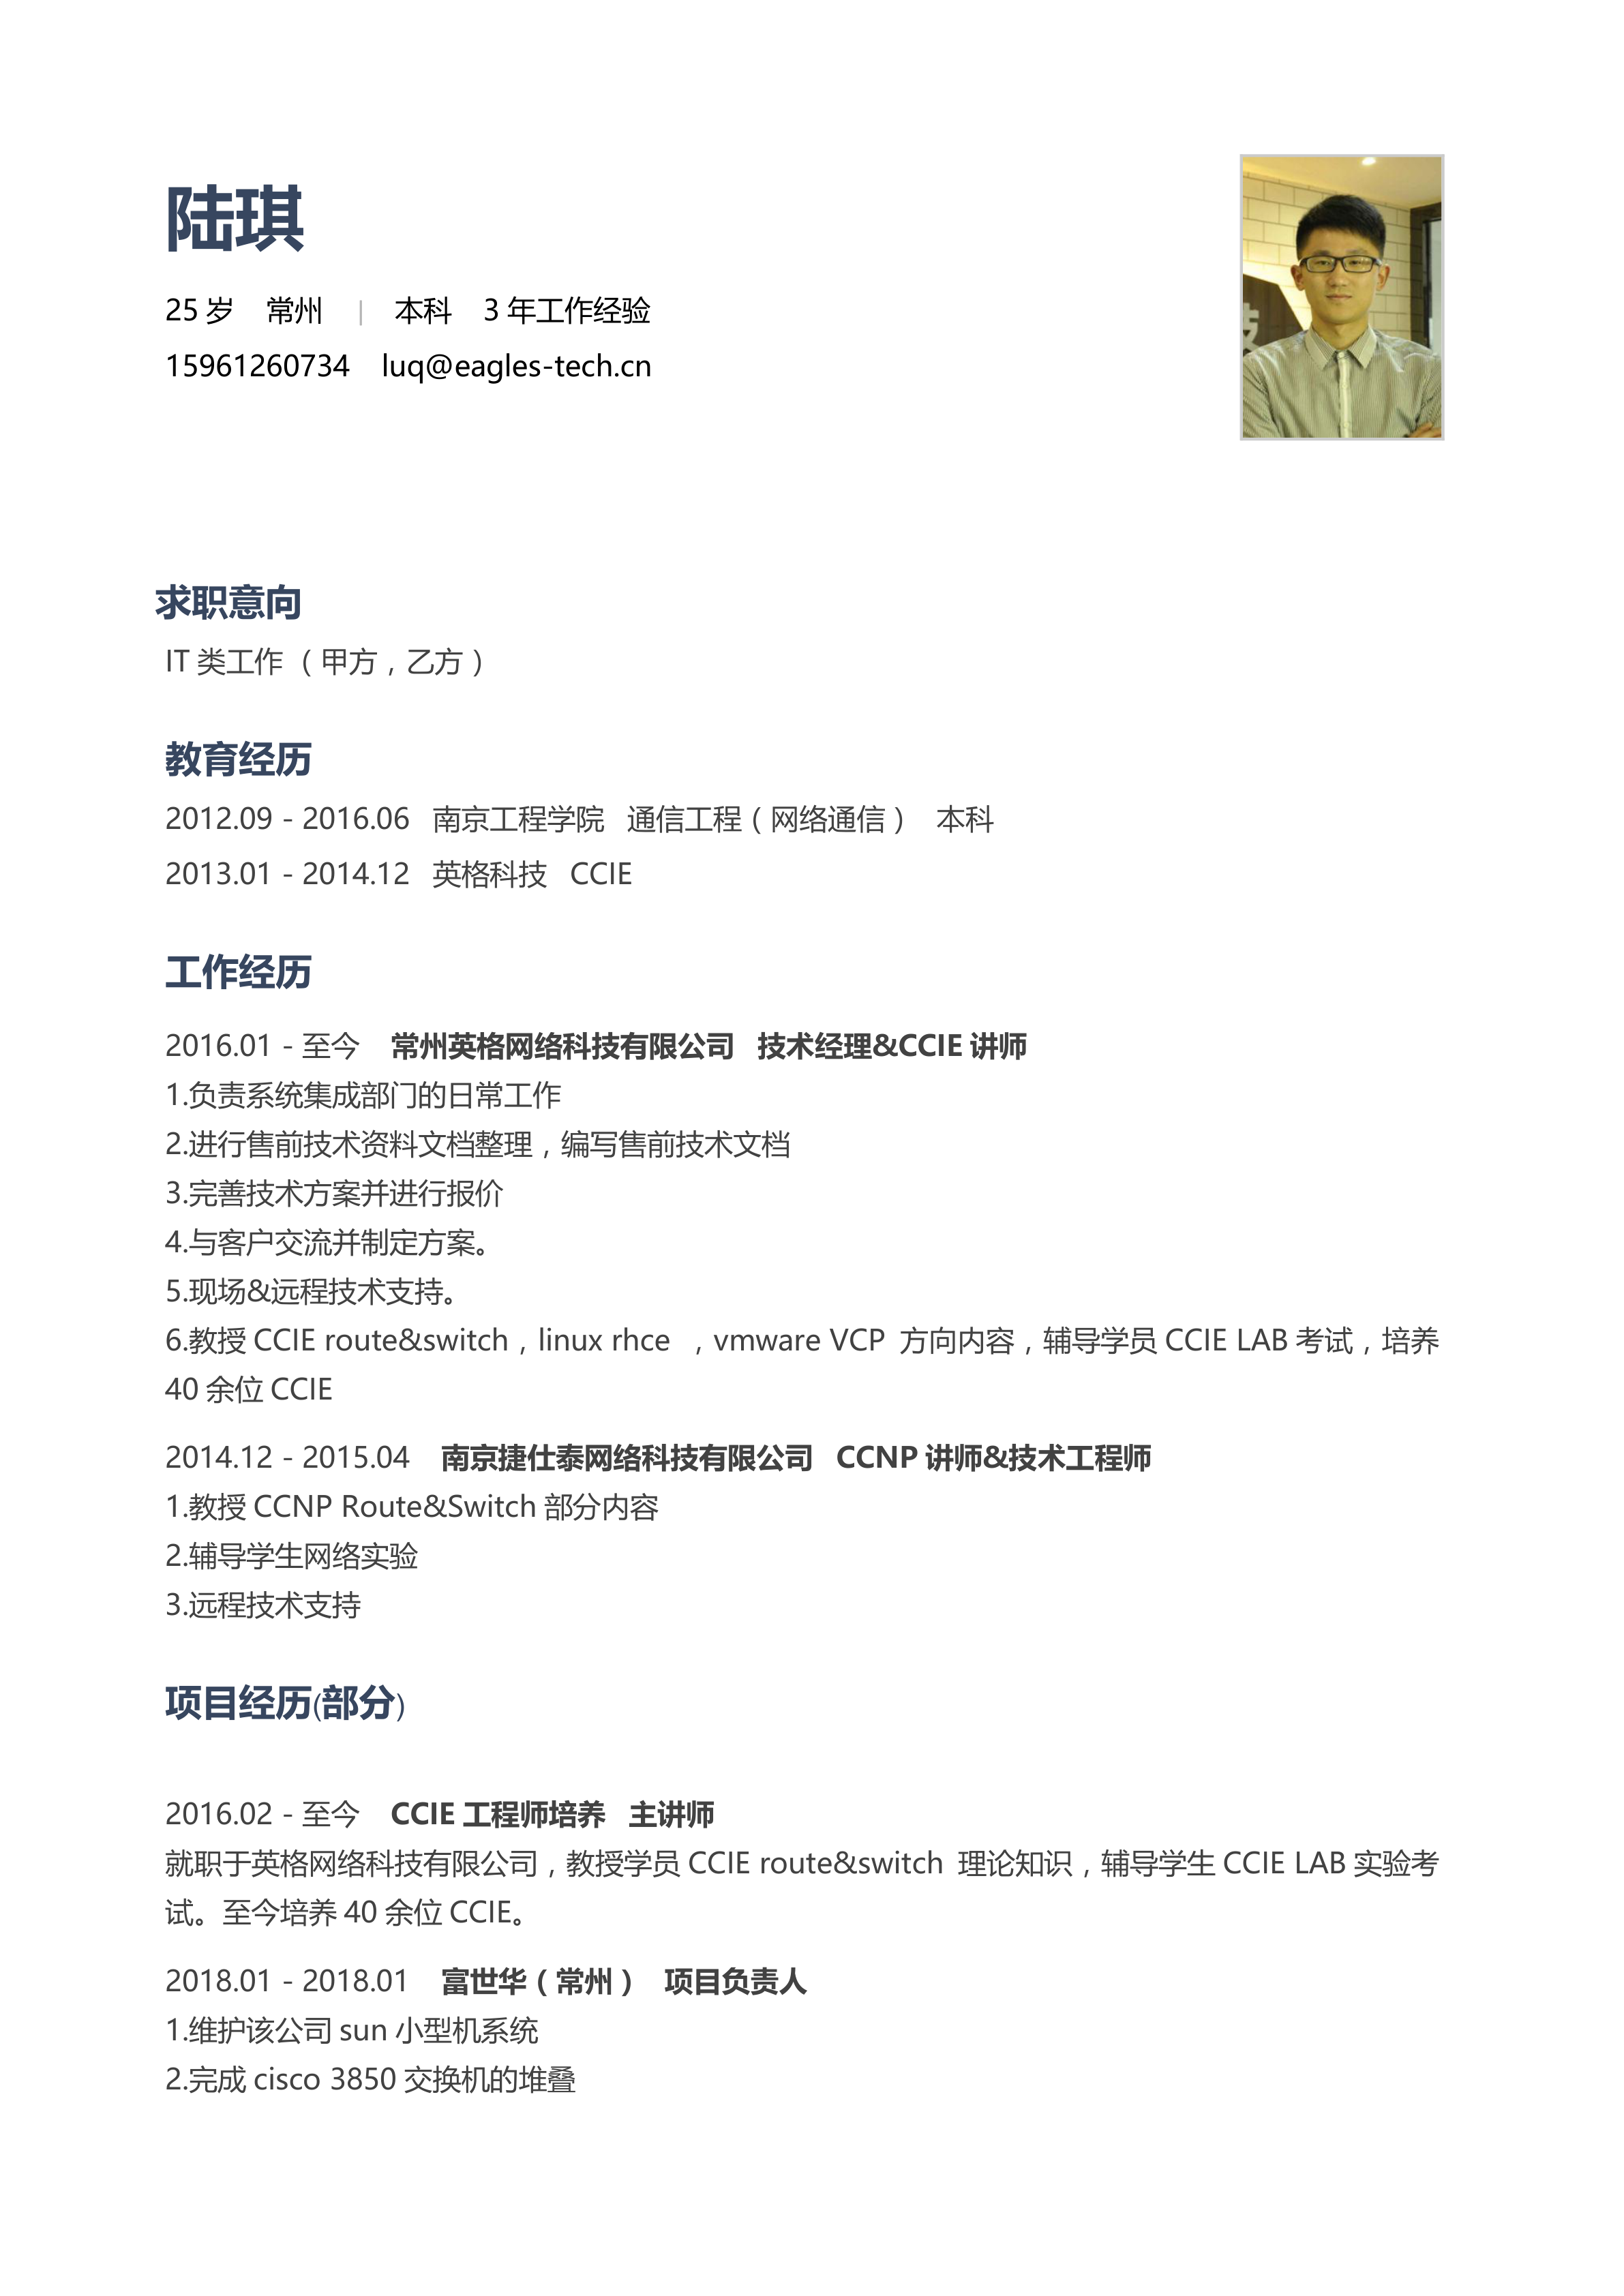 陆琪
25 岁 常州 | 本科 3 年工作经验
15961260734 luq@eagles-tech.cn
求职意向
IT 类工作 （甲方，乙方）
教育经历
2012.09 - 2016.06 南京工程学院 通信工程（网络通信） 本科
2013.01 - 2014.12 英格科技 CCIE
工作经历
2016.01 - 至今 常州英格网络科技有限公司 技术经理&CCIE 讲师
1.负责系统集成部门的日常工作
2.进行售前技术资料文档整理，编写售前技术文档
3.完善技术方案并进行报价
4.与客户交流并制定方案。
5.现场&远程技术支持。
6.教授 CCIE route&switch，linux rhce ，vmware VCP 方向内容，辅导学员 CCIE LAB 考试，培养
40 余位 CCIE
2014.12 - 2015.04 南京捷仕泰网络科技有限公司 CCNP 讲师&技术工程师
1.教授 CCNP Route&Switch 部分内容
2.辅导学生网络实验
3.远程技术支持
项目经历(部分)
2016.02 - 至今 CCIE 工程师培养 主讲师
就职于英格网络科技有限公司，教授学员 CCIE route&switch 理论知识，辅导学生 CCIE LAB 实验考
试。至今培养 40 余位 CCIE。
2018.01 - 2018.01 富世华（常州） 项目负责人
1.维护该公司 sun 小型机系统
2.完成 cisco 3850 交换机的堆叠